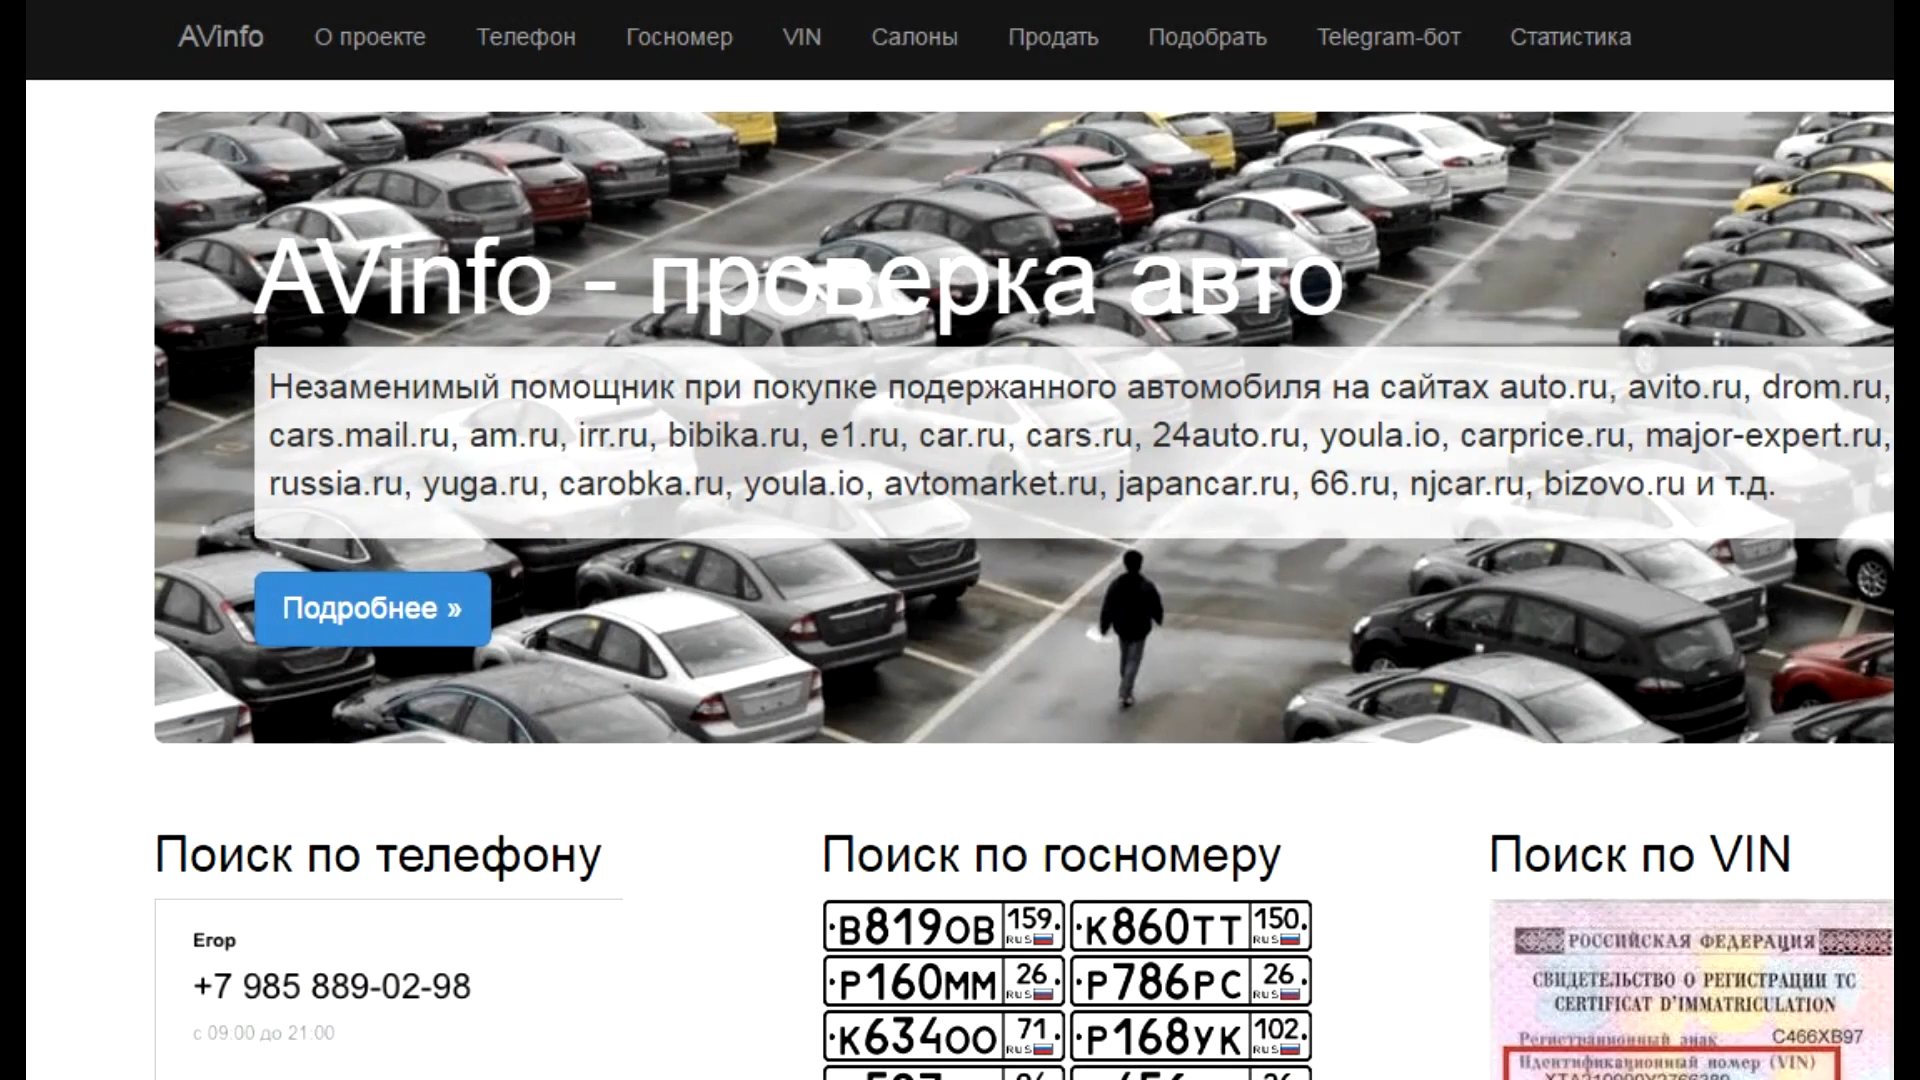 AVinfo О проекте Телефон Госномер VIN Салоны Продать Подобрать Telegram-бот Статистика
AVinfo - проверка авто
Незаменимый помощник при покупке подержанного автомобиля на сайтах auto.ru, avito.ru, drom.ru,
cars.mail.ru, am.ru, irr.ru, bibika.ru, e1.ru, car.ru, cars.ru, 24auto.ru, youla.io, carprice.ru, major-expert.ru,
russia.ru, yuga.ru, carobka.ru, youla.io, avtomarket.ru, japancar.ru, 66.ru, njcar.ru, bizovo.ru и т.д.
Подробнее »
Поиск по телефону
Егор
+7 985 889-02-98
с 09:00 до 21:00
Поиск по госномеру
В819ОВ 159 RUS К860ТТ 150 RUS
Р160ММ 26 RUS Р786РС 26 RUS
К634ОО 71 RUS Р168УК 102 RUS
Поиск по VIN
РОССИЙСКАЯ ФЕДЕРАЦИЯ
СВИДЕТЕЛЬСТВО О РЕГИСТРАЦИИ ТС
CERTIFICAT D'IMMATRICULATION
Регистрационный знак С466ХВ97
Идентификационный номер (VIN)